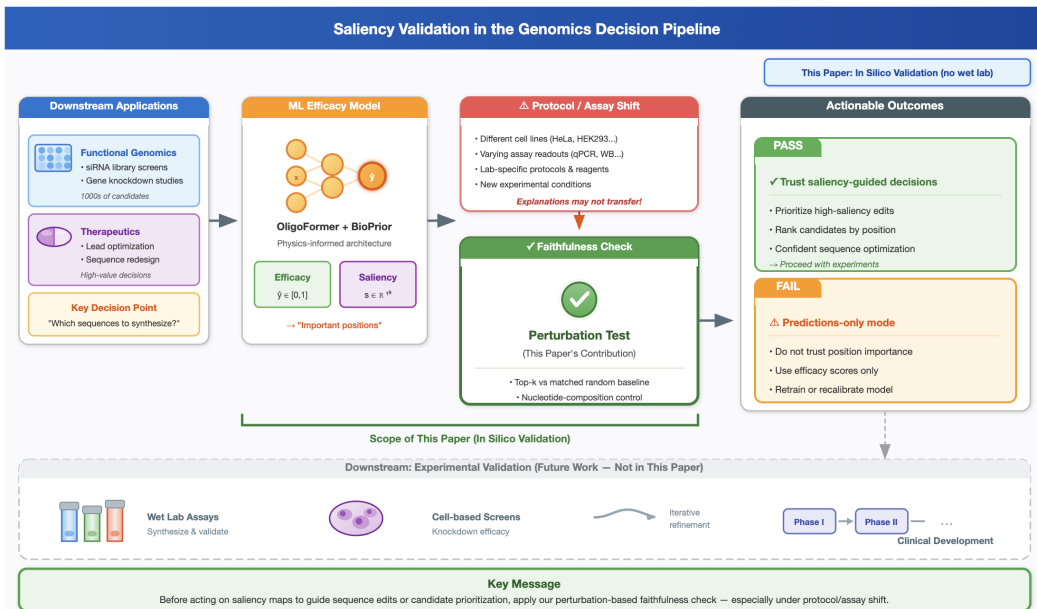 Saliency Validation in the Genomics Decision Pipeline
This Paper: In Silico Validation (no wet lab)
Downstream Applications
Functional Genomics
• siRNA library screens
• Gene knockdown studies
1000s of candidates
Therapeutics
• Lead optimization
• Sequence redesign
High-value decisions
Key Decision Point
"Which sequences to synthesize?"
ML Efficacy Model
x
ŷ
OligoFormer + BioPrior
Physics-informed architecture
Efficacy
ŷ ∈ [0,1]
Saliency
s ∈ ℝ¹⁹
→ "Important positions"
⚠ Protocol / Assay Shift
• Different cell lines (HeLa, HEK293...)
• Varying assay readouts (qPCR, WB...)
• Lab-specific protocols & reagents
• New experimental conditions
Explanations may not transfer!
✓ Faithfulness Check
Perturbation Test
(This Paper's Contribution)
• Top-k vs matched random baseline
• Nucleotide-composition control
Actionable Outcomes
PASS
✓ Trust saliency-guided decisions
• Prioritize high-saliency edits
• Rank candidates by position
• Confident sequence optimization
→ Proceed with experiments
FAIL
⚠ Predictions-only mode
• Do not trust position importance
• Use efficacy scores only
• Retrain or recalibrate model
Scope of This Paper (In Silico Validation)
Downstream: Experimental Validation (Future Work — Not in This Paper)
Wet Lab Assays
Synthesize & validate
Cell-based Screens
Knockdown efficacy
Iterative
refinement
Phase I
Phase II
...
Clinical Development
Key Message
Before acting on saliency maps to guide sequence edits or candidate prioritization, apply our perturbation-based faithfulness check — especially under protocol/assay shift.